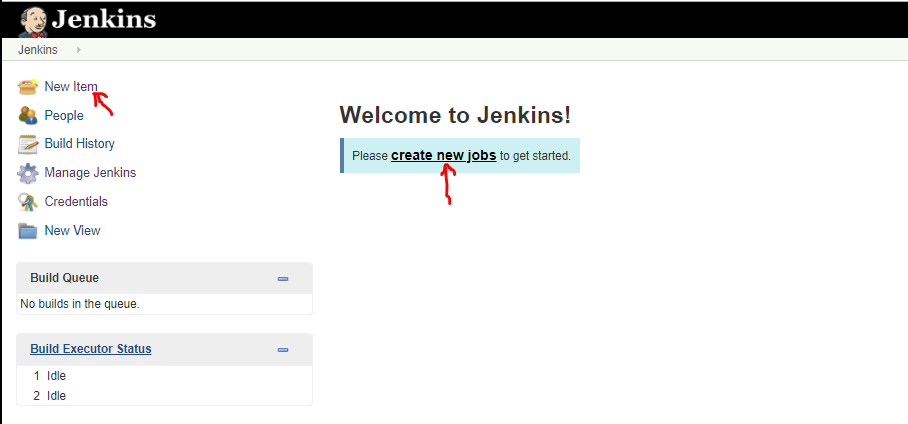 Jenkins
Jenkins
New Item
People
Build History
Manage Jenkins
Credentials
New View
Welcome to Jenkins!
Please create new jobs to get started.
Build Queue
No builds in the queue.
Build Executor Status
1 Idle
2 Idle